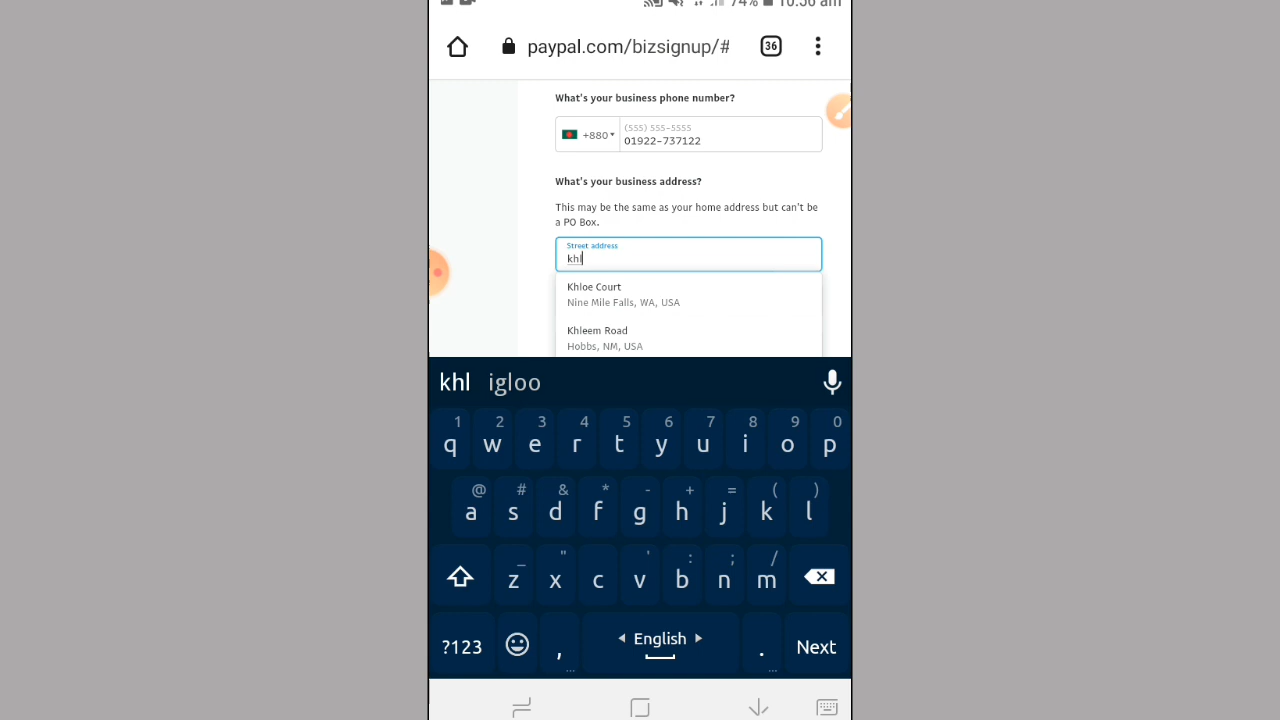 74% 10:56 am
paypal.com/bizsignup/# 36
What's your business phone number?
(555) 555-5555
+880 01922-737122
What's your business address?
This may be the same as your home address but can't be
a PO Box.
Street address
khl
Khloe Court
Nine Mile Falls, WA, USA
Khleem Road
Hobbs, NM, USA
khl igloo
1 2 3 4 5 6 7 8 9 0
q w e r t y u i o p
@ # & * - + = ( )
a s d f g h j k l
_ " ' : ; /
z x c v b n m
?123 , English . Next